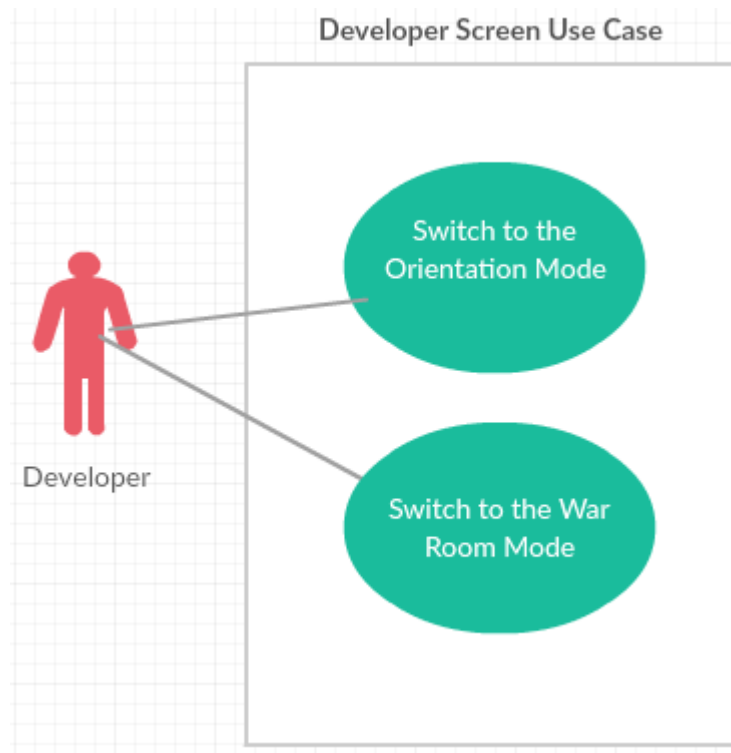 Developer Screen Use Case
Switch to the
Orientation Mode
Developer
Switch to the War
Room Mode